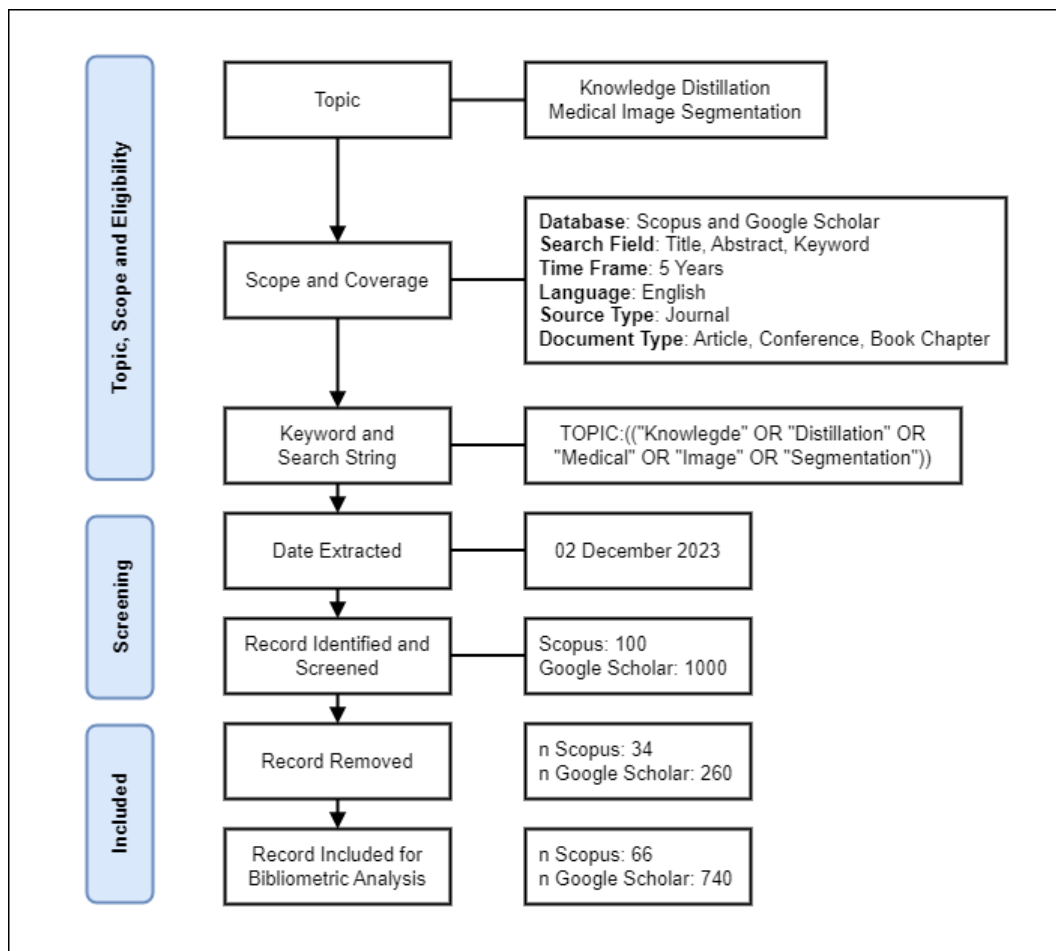 Topic, Scope and Eligibility
Topic
Knowledge Distillation
Medical Image Segmentation
Scope and Coverage
Database: Scopus and Google Scholar
Search Field: Title, Abstract, Keyword
Time Frame: 5 Years
Language: English
Source Type: Journal
Document Type: Article, Conference, Book Chapter
Keyword and
Search String
TOPIC:(("Knowlegde" OR "Distillation" OR
"Medical" OR "Image" OR "Segmentation"))
Screening
Date Extracted
02 December 2023
Record Identified and
Screened
Scopus: 100
Google Scholar: 1000
Included
Record Removed
n Scopus: 34
n Google Scholar: 260
Record Included for
Bibliometric Analysis
n Scopus: 66
n Google Scholar: 740